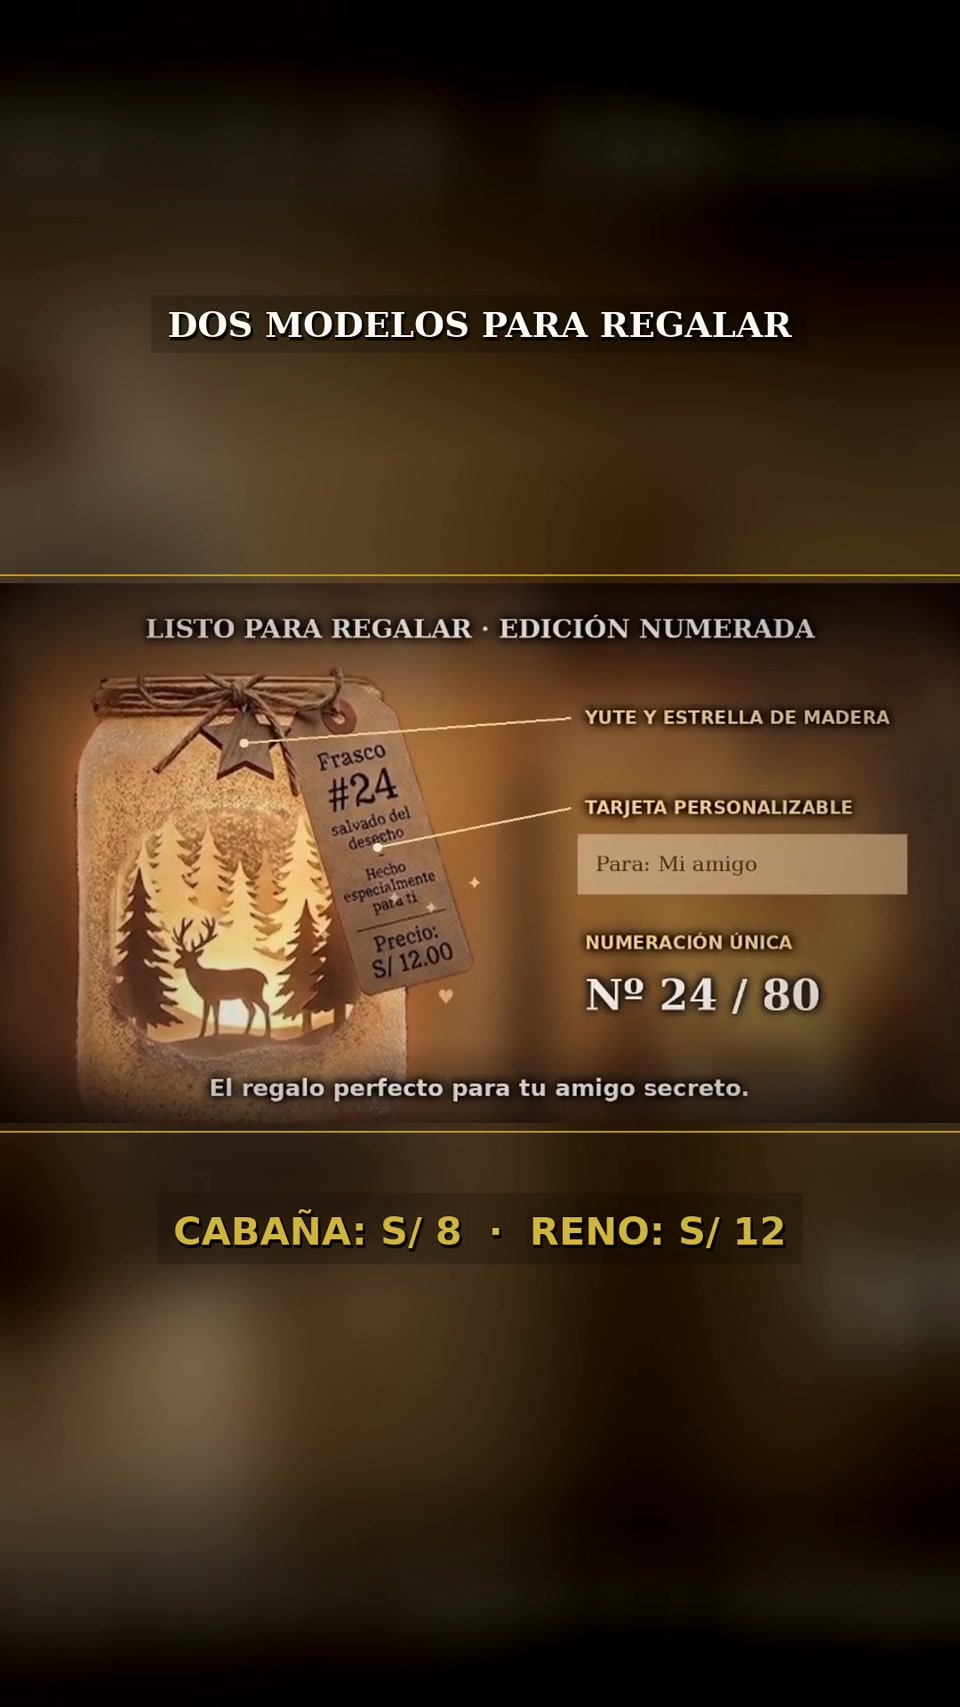 DOS MODELOS PARA REGALAR
LISTO PARA REGALAR · EDICIÓN NUMERADA
YUTE Y ESTRELLA DE MADERA
Frasco
#24
salvado del
desecho
Hecho
especialmente
para ti
Precio:
S/ 12.00
TARJETA PERSONALIZABLE
Para: Mi amigo
NUMERACIÓN ÚNICA
Nº 24 / 80
El regalo perfecto para tu amigo secreto.
CABAÑA: S/ 8 · RENO: S/ 12